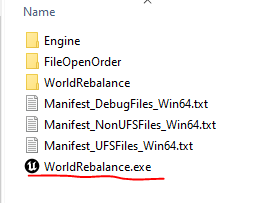 Name
Engine
FileOpenOrder
WorldRebalance
Manifest_DebugFiles_Win64.txt
Manifest_NonUFSFiles_Win64.txt
Manifest_UFSFiles_Win64.txt
WorldRebalance.exe